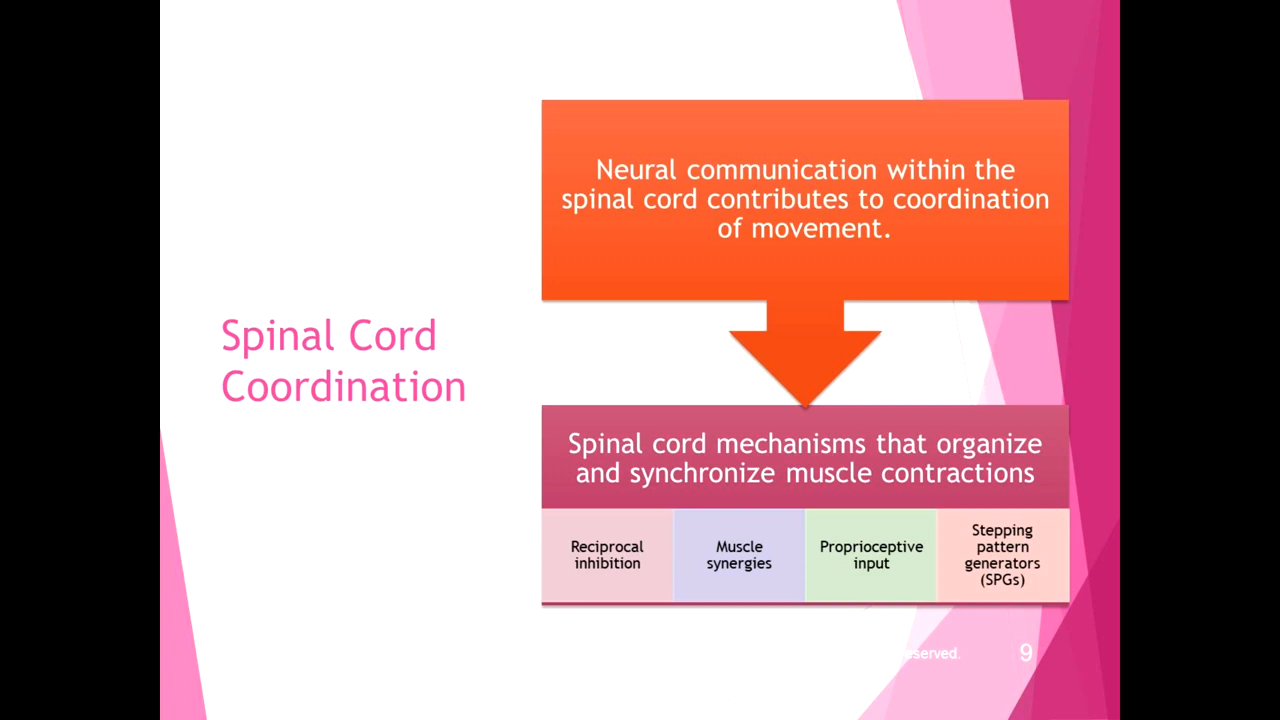 Spinal Cord
Coordination
Neural communication within the
spinal cord contributes to coordination
of movement.
Spinal cord mechanisms that organize
and synchronize muscle contractions
Reciprocal
inhibition
Muscle
synergies
Proprioceptive
input
Stepping
pattern
generators
(SPGs)
9